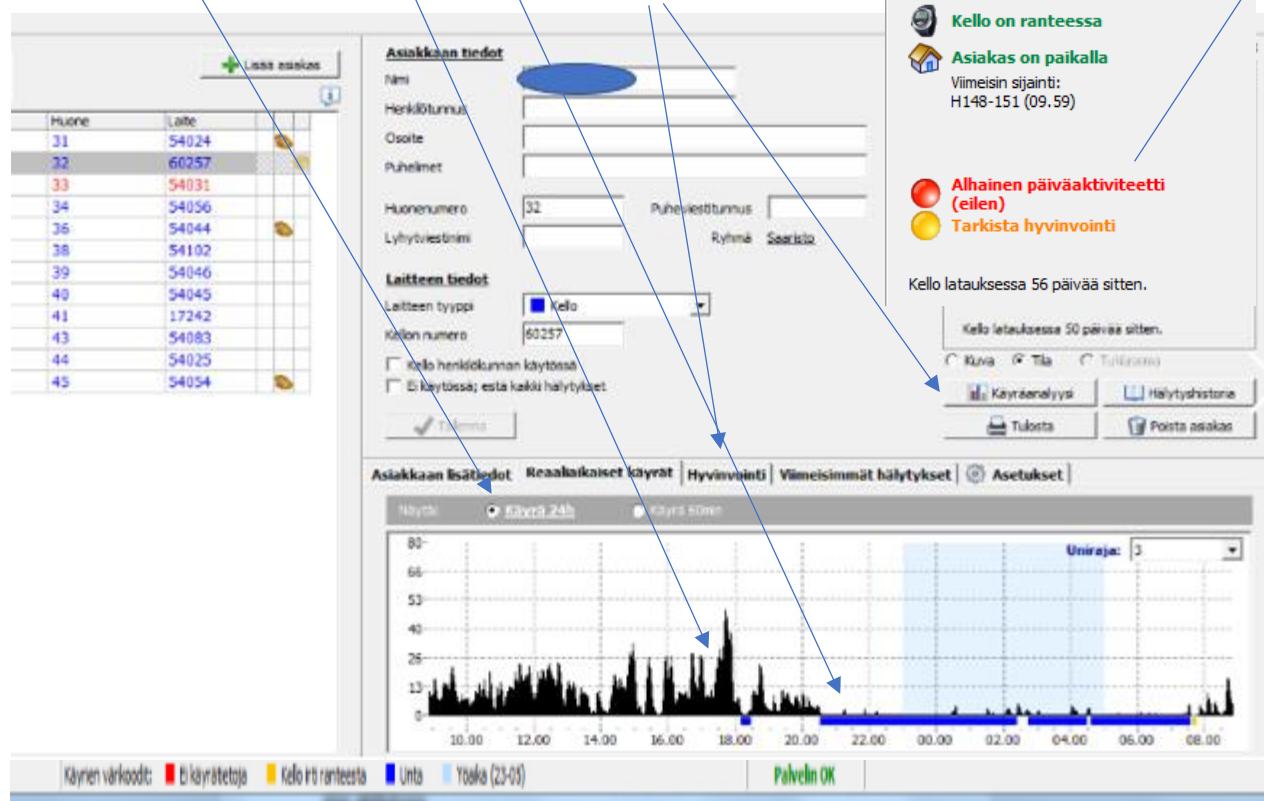 Kello on ranteessa
Asiakas on paikalla
Viimeisin sijainti:
H148-151 (09.59)
Alhainen päiväaktiviteetti
(eilen)
Tarkista hyvinvointi
Kello latauksessa 56 päivää sitten.
Lisää asiakas
Huone Laite
31 54024
32 60257
33 54031
34 54056
36 54044
38 54102
39 54046
40 54045
41 17242
43 54083
44 54025
45 54054
Asiakkaan tiedot
Nimi
Henkilötunnus
Osoite
Puhelimet
Huonenumero 32 Puheviestitunnus
Lyhytviestinimi Ryhmä Saaristo
Laitteen tiedot
Laitteen tyyppi Kello
Kellon numero 60257
Kello henkilökunnan käytössä
Ei käytössä; estä kaikki hälytykset
Tallenna
Kello latauksessa 50 päivää sitten.
Kuva Tila
Käyräanalyysi Hälytyshistoria
Tulosta Poista asiakas
Asiakkaan lisätiedot Reaaliaikaiset käyrät Hyvinvointi Viimeisimmät hälytykset Asetukset
Näytä: Käyrä 24h Käyrä 60min
Uniraja: 3
80
66
53
40
26
13
0
10.00 12.00 14.00 16.00 18.00 20.00 22.00 00.00 02.00 04.00 06.00 08.00
Käyrien värikoodit: Ei käyrätietoja Kello irti ranteesta Unta Yöaika (23-05) Palvelin OK